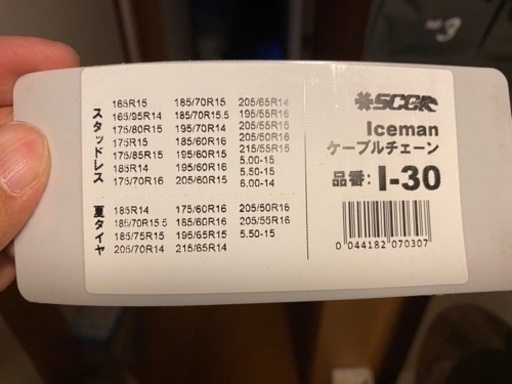 スタッドレス
165R15 185/70R15 205/65R14
165/95R14 185/70R15.5 195/55R16
175/80R15 195/70R14 205/55R15
175R15 185/60R16 205/50R16
175/85R15 195/60R15 215/55R15
185R14 195/60R16 5.00-15
175/70R16 205/60R15 5.50-15
6.00-14
夏タイヤ
185R14 175/60R16 205/50R16
185/70R15.5 185/60R16 205/55R16
185/75R15 195/65R15 5.50-15
205/70R14 215/65R14
SCC
Iceman
ケーブルチェーン
品番: I-30
0 044182 070307